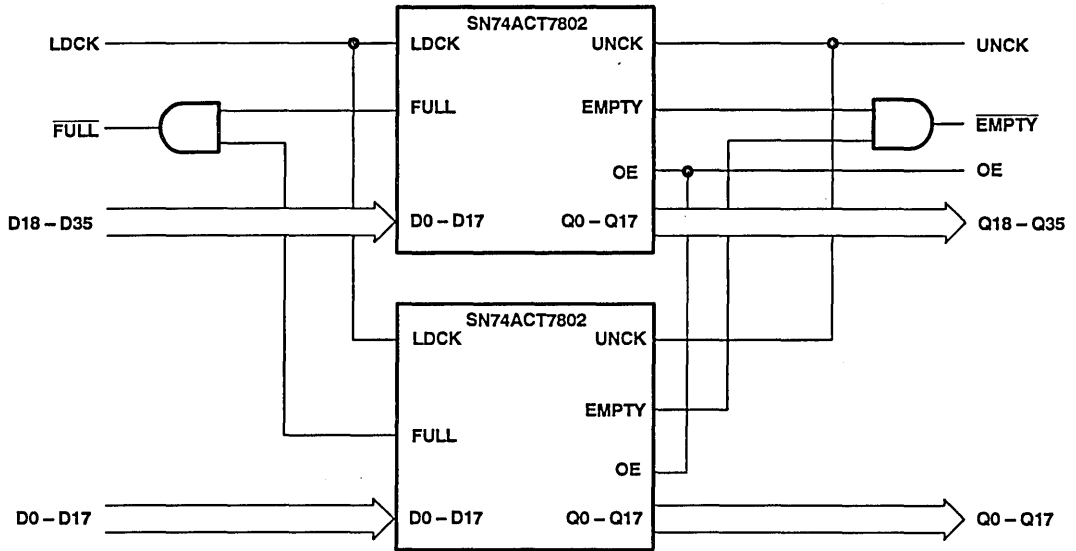 SN74ACT7802
LDCK LDCK UNCK UNCK
FULL FULL EMPTY EMPTY
OE OE
D18 – D35 D0 – D17 Q0 – Q17 Q18 – Q35
SN74ACT7802
LDCK UNCK
EMPTY
FULL
OE
D0 – D17 D0 – D17 Q0 – Q17 Q0 – Q17